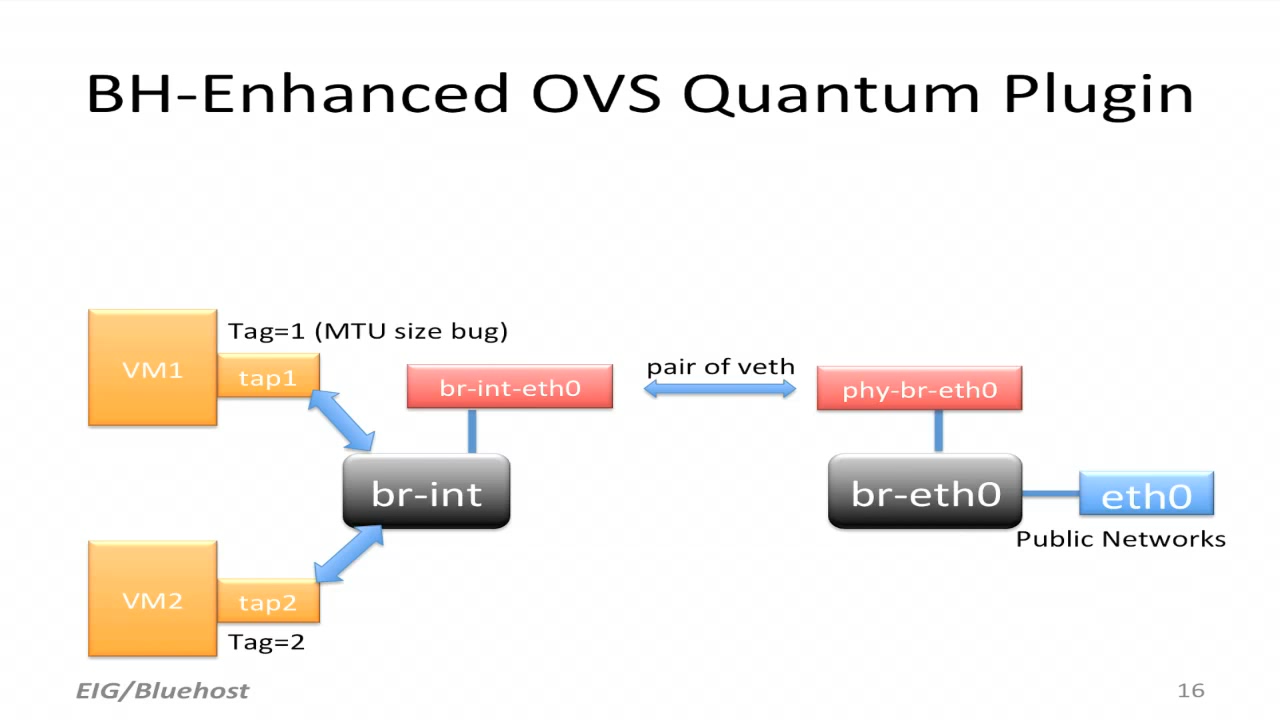 BH-Enhanced OVS Quantum Plugin
Tag=1 (MTU size bug)
VM1
tap1
br-int-eth0
pair of veth
phy-br-eth0
br-int
br-eth0
eth0
Public Networks
VM2
tap2
Tag=2
EIG/Bluehost
16